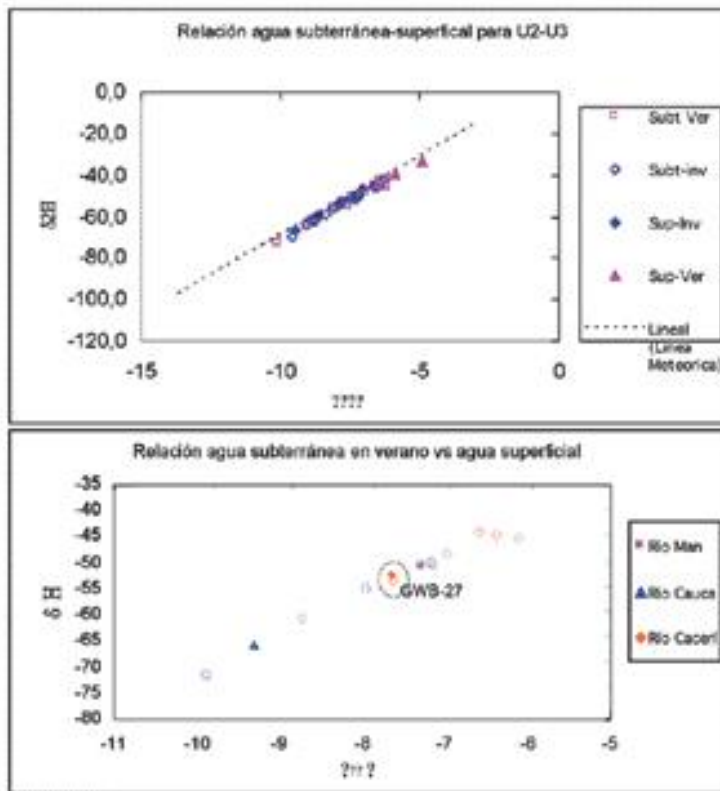 Relación agua subterránea-superfical para U2-U3
0,0
-20,0
-40,0
-60,0
-80,0
-100,0
-120,0
-15
-10
-5
0
????
Subt-Ver
Subt-inv
Sup-Inv
Sup-Ver
Lineal
(Linea
Meteorica)
Relación agua subterránea en verano vs agua superficial
-35
-40
-45
-50
-55
-60
-65
-70
-75
-80
δ H
GWB-27
-11
-10
-9
-8
-7
-6
-5
Rio Man
Rio Cauca
Rio Caceri